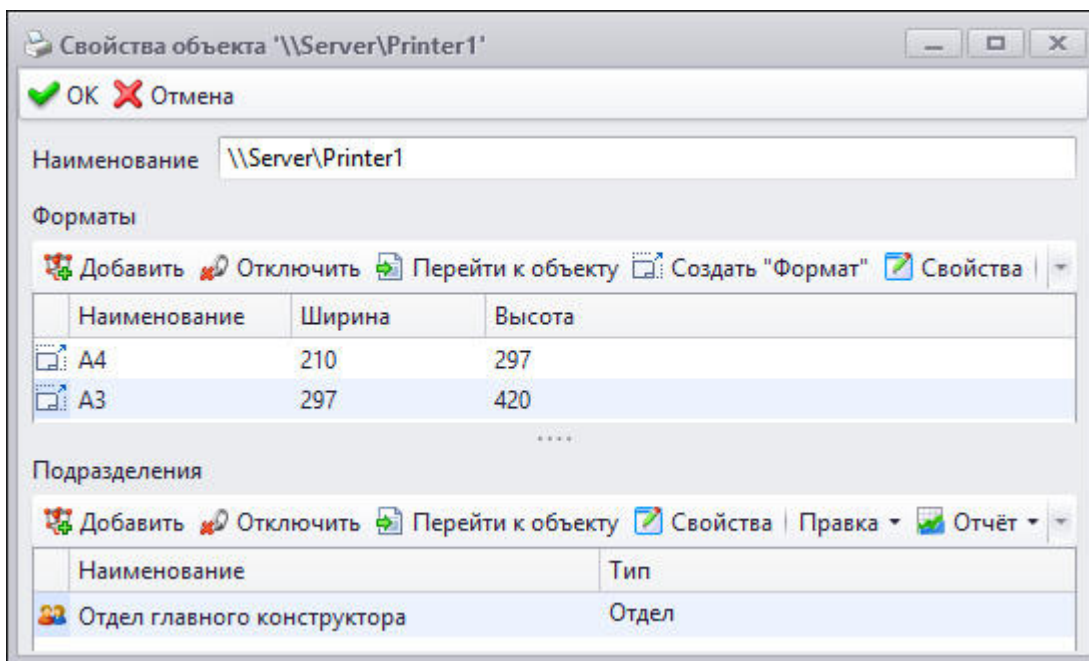 Свойства объекта '\\Server\Printer1'
OK Отмена
Наименование \\Server\Printer1
Форматы
Добавить Отключить Перейти к объекту Создать "Формат" Свойства
Наименование Ширина Высота
A4 210 297
A3 297 420
Подразделения
Добавить Отключить Перейти к объекту Свойства Правка Отчёт
Наименование Тип
Отдел главного конструктора Отдел